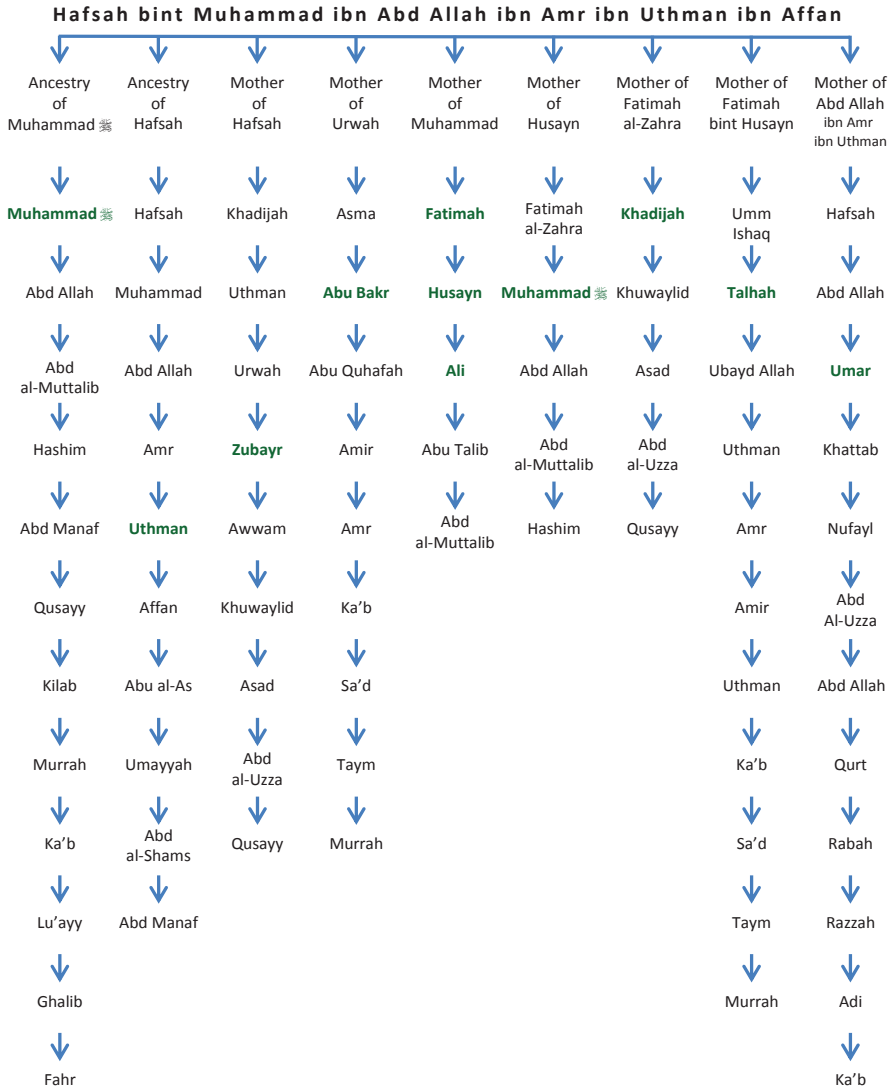 Hafsah bint Muhammad ibn Abd Allah ibn Amr ibn Uthman ibn Affan
Ancestry
of
Muhammad ﷺ
Muhammad ﷺ
Abd Allah
Abd
al-Muttalib
Hashim
Abd Manaf
Qusayy
Kilab
Murrah
Ka’b
Lu’ayy
Ghalib
Fahr
Ancestry
of
Hafsah
Hafsah
Muhammad
Abd Allah
Amr
Uthman
Affan
Abu al-As
Umayyah
Abd
al-Shams
Abd Manaf
Mother
of
Hafsah
Khadijah
Uthman
Urwah
Zubayr
Awwam
Khuwaylid
Asad
Abd
al-Uzza
Qusayy
Mother
of
Urwah
Asma
Abu Bakr
Abu Quhafah
Amir
Amr
Ka’b
Sa’d
Taym
Murrah
Mother
of
Muhammad
Fatimah
Husayn
Ali
Abu Talib
Abd
al-Muttalib
Mother
of
Husayn
Fatimah
al-Zahra
Muhammad ﷺ
Abd Allah
Abd
al-Muttalib
Hashim
Mother of
Fatimah
al-Zahra
Khadijah
Khuwaylid
Asad
Abd
al-Uzza
Qusayy
Mother of
Fatimah
bint Husayn
Umm
Ishaq
Talhah
Ubayd Allah
Uthman
Amr
Amir
Uthman
Ka’b
Sa’d
Taym
Murrah
Mother of
Abd Allah
ibn Amr
ibn Uthman
Hafsah
Abd Allah
Umar
Khattab
Nufayl
Abd
Al-Uzza
Abd Allah
Qurt
Rabah
Razzah
Adi
Ka’b